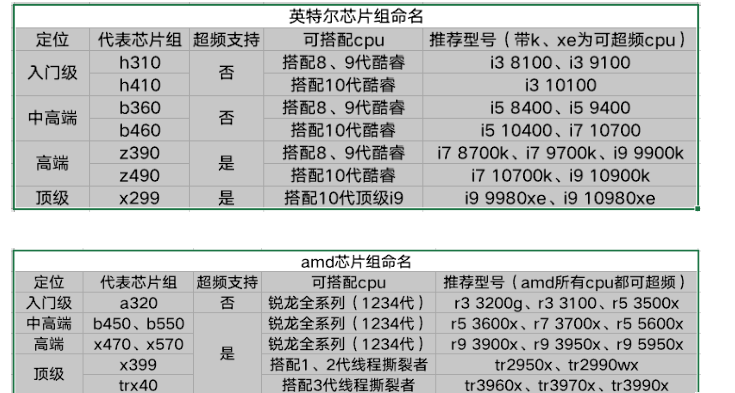 英特尔芯片组命名
定位 代表芯片组 超频支持 可搭配cpu 推荐型号（带k、xe为可超频cpu）
入门级 h310 否 搭配8、9代酷睿 i3 8100、i3 9100
h410 搭配10代酷睿 i3 10100
中高端 b360 否 搭配8、9代酷睿 i5 8400、i5 9400
b460 搭配10代酷睿 i5 10400、i7 10700
高端 z390 是 搭配8、9代酷睿 i7 8700k、i7 9700k、i9 9900k
z490 搭配10代酷睿 i7 10700k、i9 10900k
顶级 x299 是 搭配10代顶级i9 i9 9980xe、i9 10980xe
amd芯片组命名
定位 代表芯片组 超频支持 可搭配cpu 推荐型号（amd所有cpu都可超频）
入门级 a320 否 锐龙全系列（1234代） r3 3200g、r3 3100、r5 3500x
中高端 b450、b550 是 锐龙全系列（1234代） r5 3600x、r7 3700x、r5 5600x
高端 x470、x570 锐龙全系列（1234代） r9 3900x、r9 3950x、r9 5950x
顶级 x399 搭配1、2代线程撕裂者 tr2950x、tr2990wx
trx40 搭配3代线程撕裂者 tr3960x、tr3970x、tr3990x